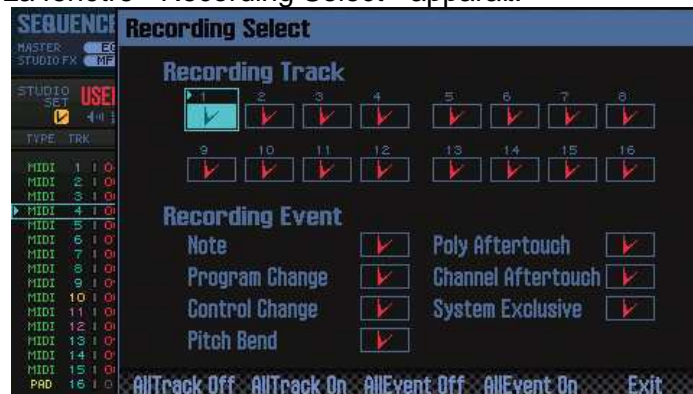 SEQUENCE
MASTER
STUDIO FX MF
STUDIO
SET USE
TYPE TRK
MIDI 1
MIDI 2
MIDI 3
MIDI 4
MIDI 5
MIDI 6
MIDI 7
MIDI 8
MIDI 9
MIDI 10
MIDI 11
MIDI 12
MIDI 13
MIDI 14
MIDI 15
PAD 16
Recording Select
Recording Track
1 2 3 4 5 6 7 8
9 10 11 12 13 14 15 16
Recording Event
Note Poly Aftertouch
Program Change Channel Aftertouch
Control Change System Exclusive
Pitch Bend
AllTrack Off AllTrack On AllEvent Off AllEvent On Exit